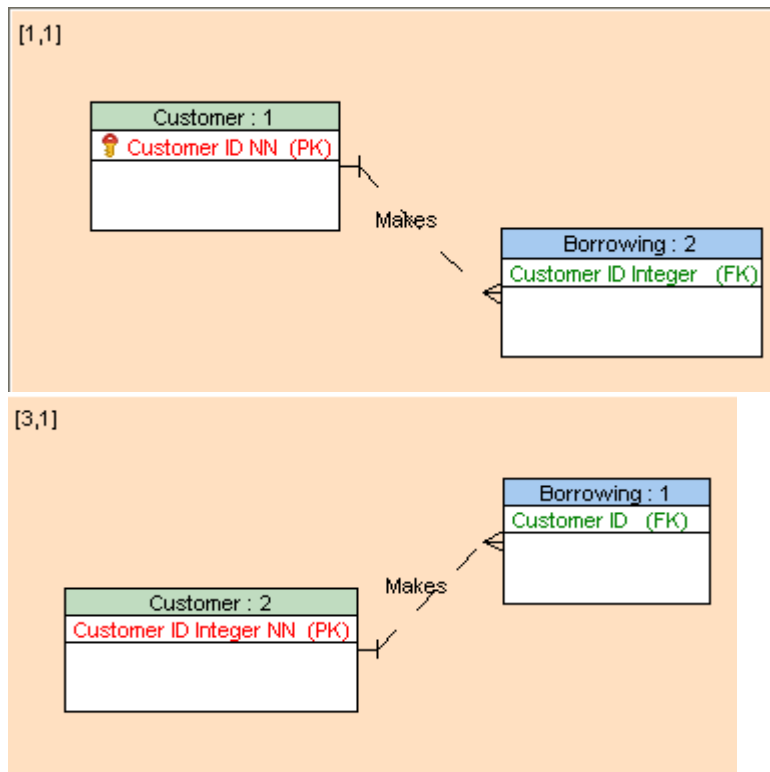 [1,1]
Customer : 1
Customer ID NN (PK)
Makes
Borrowing : 2
Customer ID Integer (FK)
[3,1]
Borrowing : 1
Customer ID (FK)
Makes
Customer : 2
Customer ID Integer NN (PK)